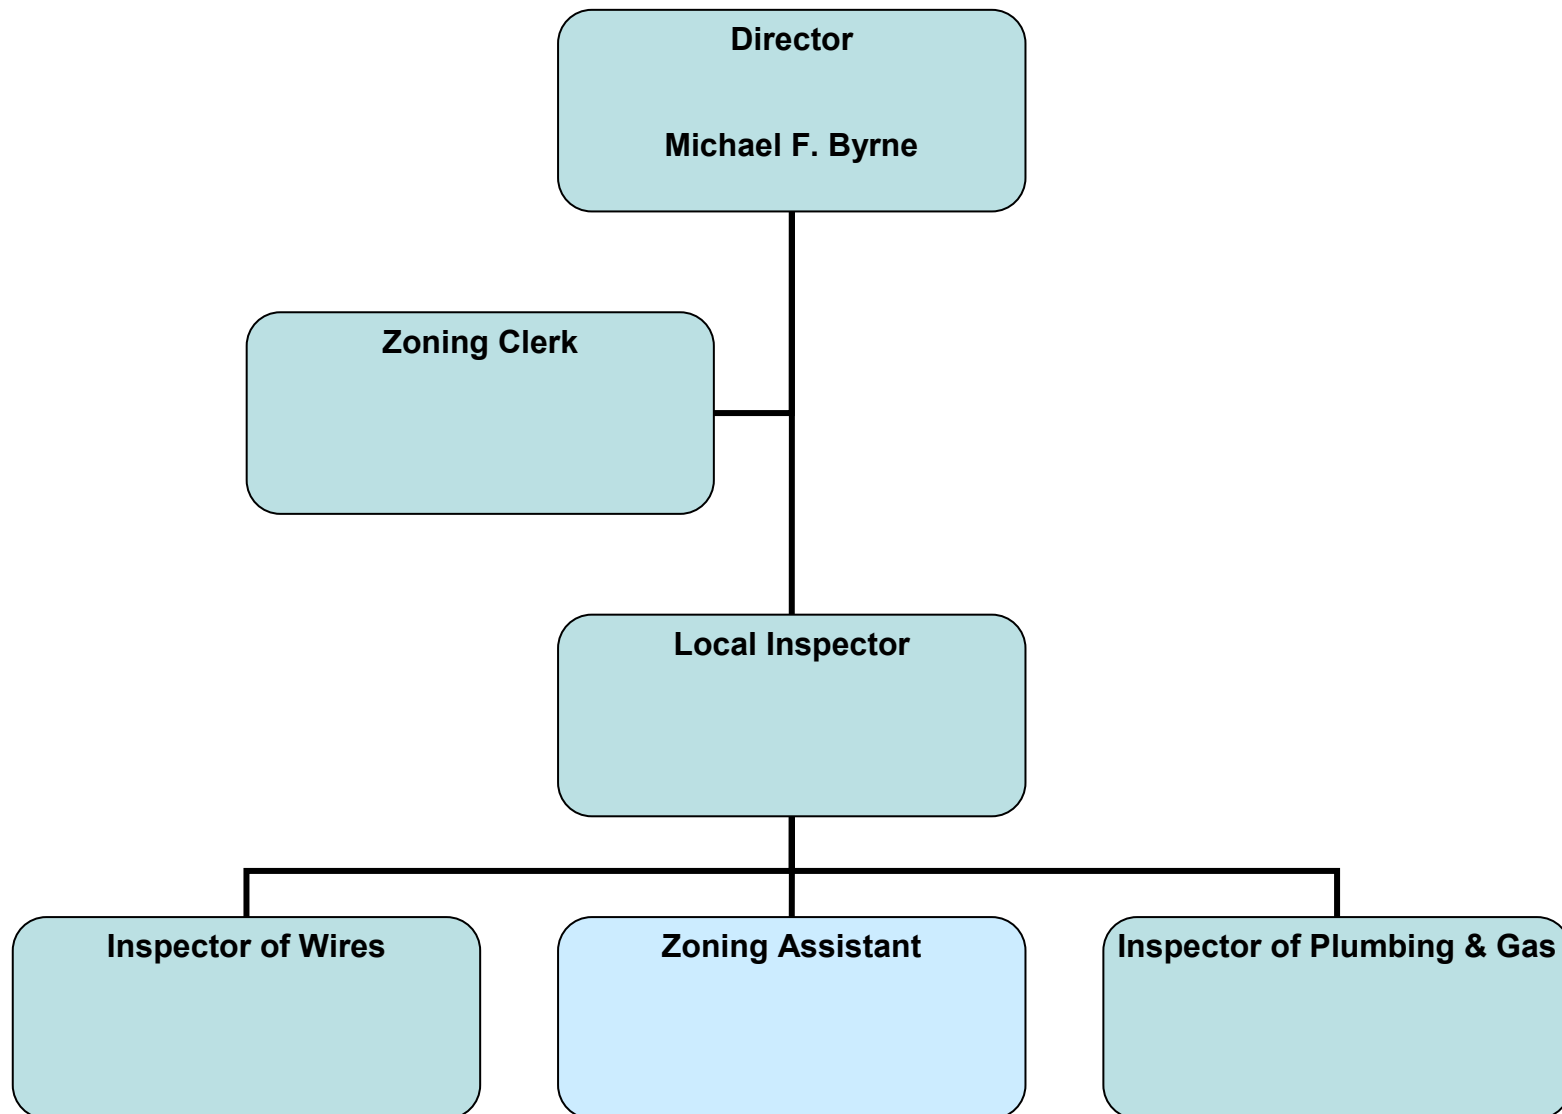 Director
Michael F. Byrne
Zoning Clerk
Local Inspector
Inspector of Wires
Zoning Assistant
Inspector of Plumbing & Gas